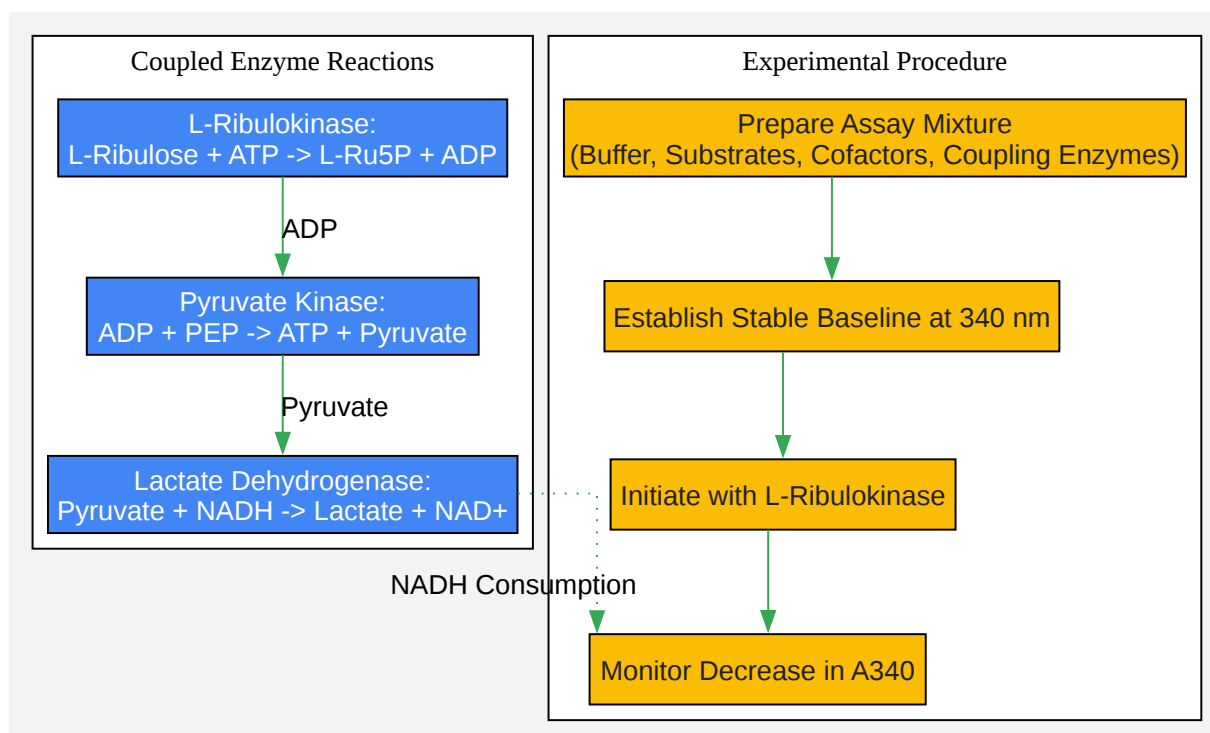 Coupled Enzyme Reactions
L-Ribulokinase:
L-Ribulose + ATP -> L-Ru5P + ADP
ADP
Pyruvate Kinase:
ADP + PEP -> ATP + Pyruvate
Pyruvate
Lactate Dehydrogenase:
Pyruvate + NADH -> Lactate + NAD+
NADH Consumption
Experimental Procedure
Prepare Assay Mixture
(Buffer, Substrates, Cofactors, Coupling Enzymes)
Establish Stable Baseline at 340 nm
Initiate with L-Ribulokinase
Monitor Decrease in A340